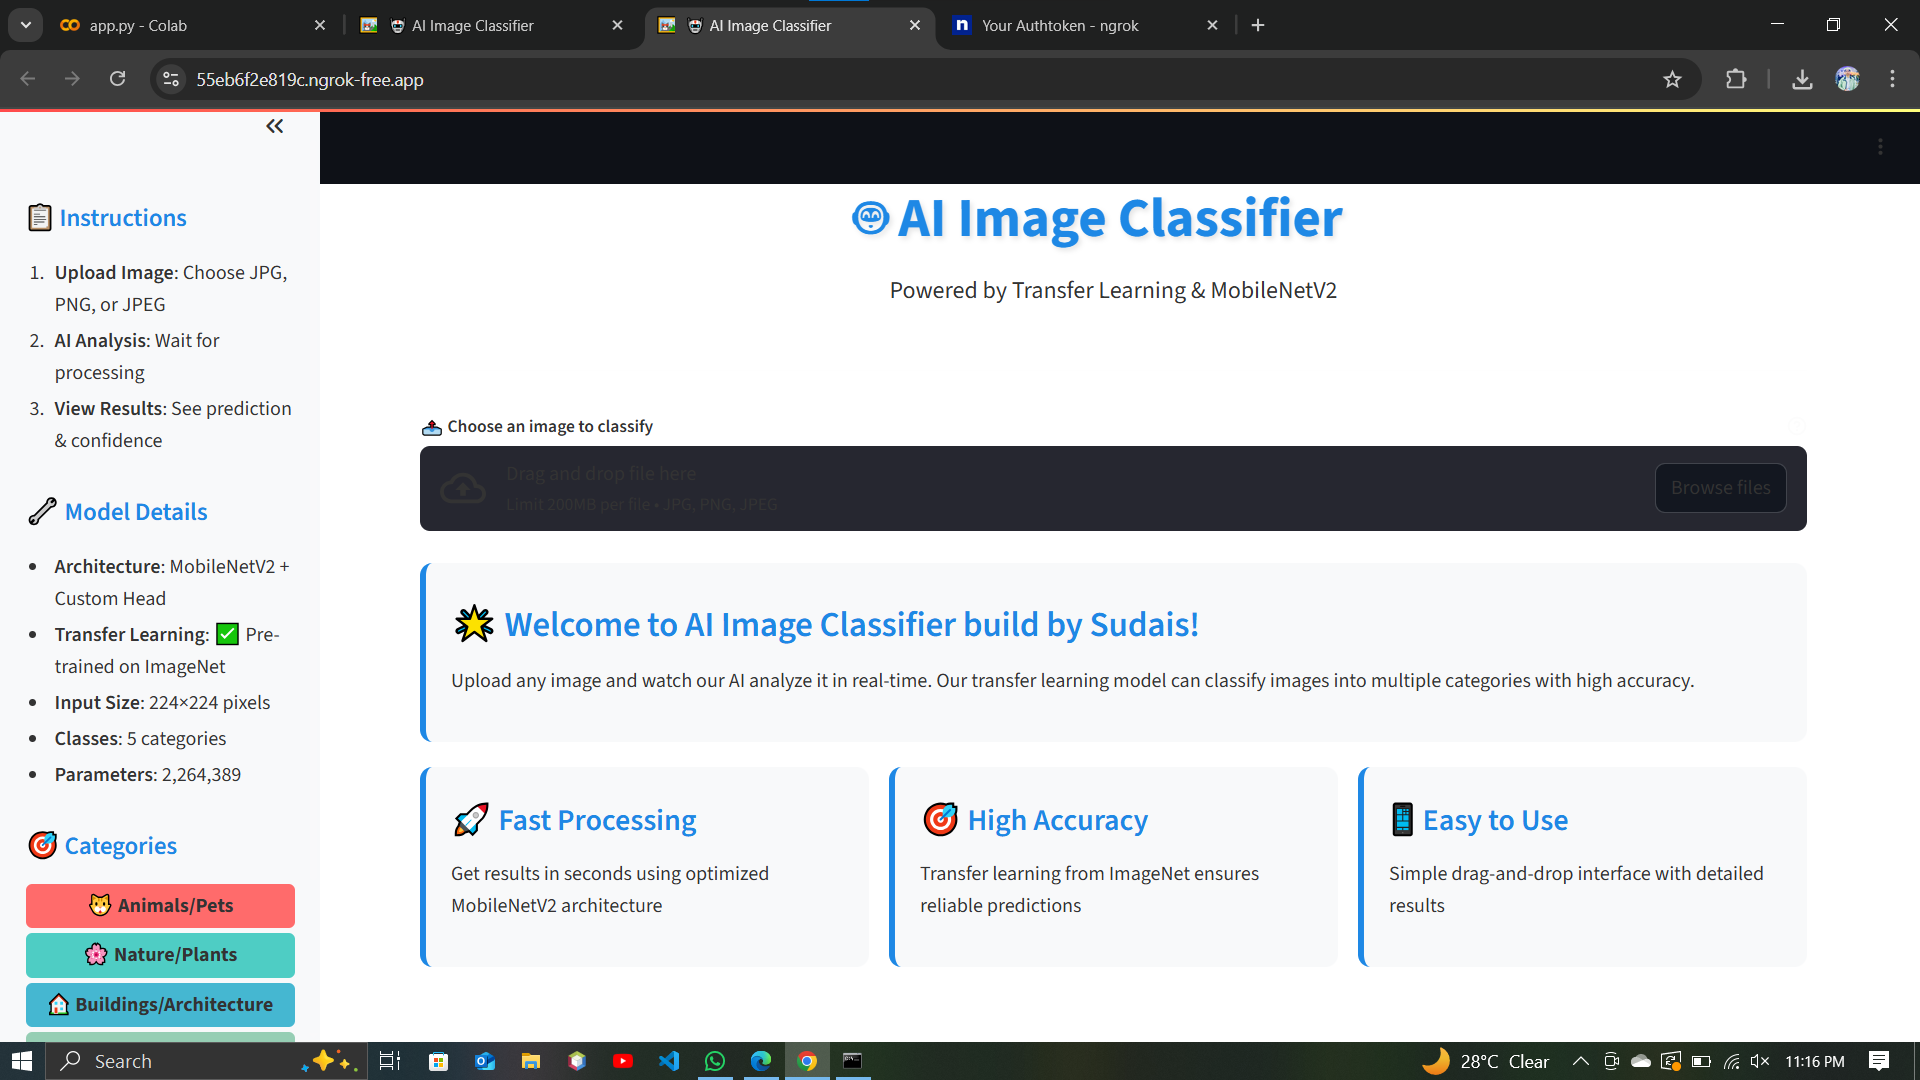 app.py - Colab
AI Image Classifier
AI Image Classifier
Your Authtoken - ngrok
55eb6f2e819c.ngrok-free.app
Instructions
1. Upload Image: Choose JPG,
PNG, or JPEG
2. AI Analysis: Wait for
processing
3. View Results: See prediction
& confidence
Model Details
• Architecture: MobileNetV2 +
Custom Head
• Transfer Learning: ✅ Pre-
trained on ImageNet
• Input Size: 224×224 pixels
• Classes: 5 categories
• Parameters: 2,264,389
Categories
Animals/Pets
Nature/Plants
Buildings/Architecture
AI Image Classifier
Powered by Transfer Learning & MobileNetV2
Choose an image to classify
Drag and drop file here
Limit 200MB per file • JPG, PNG, JPEG
Browse files
Welcome to AI Image Classifier build by Sudais!
Upload any image and watch our AI analyze it in real-time. Our transfer learning model can classify images into multiple categories with high accuracy.
Fast Processing
Get results in seconds using optimized
MobileNetV2 architecture
High Accuracy
Transfer learning from ImageNet ensures
reliable predictions
Easy to Use
Simple drag-and-drop interface with detailed
results
Search
28°C Clear
11:16 PM